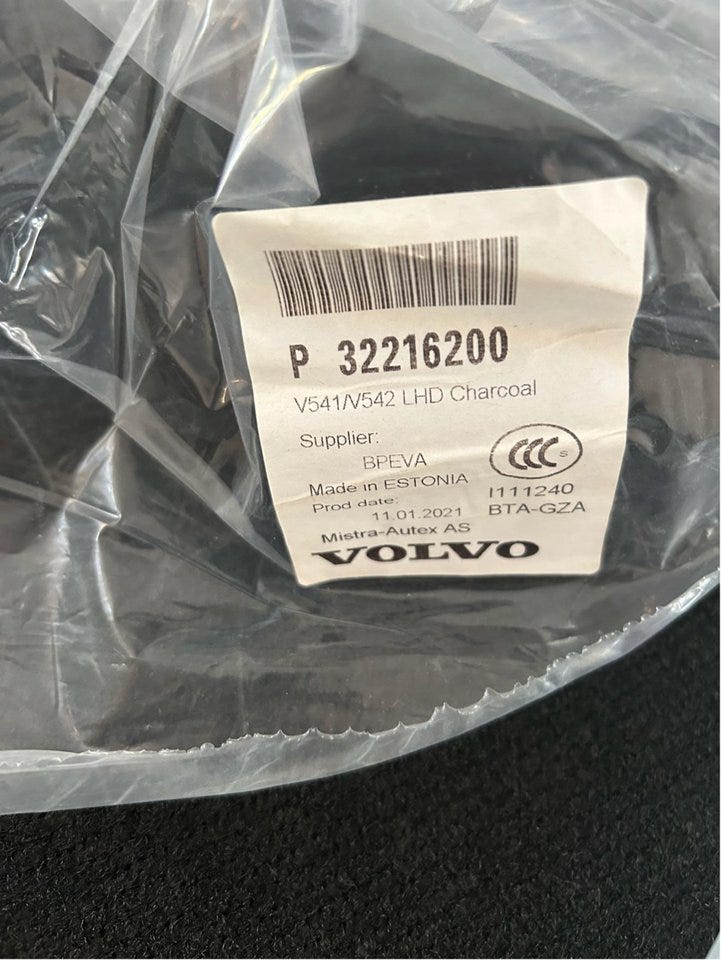 P 32216200
V541/V542 LHD Charcoal
Supplier:
BPEVA
Made in ESTONIA
Prod date:
11.01.2021
Mistra-Autex AS
VOLVO
CCC S
I111240
BTA-GZA